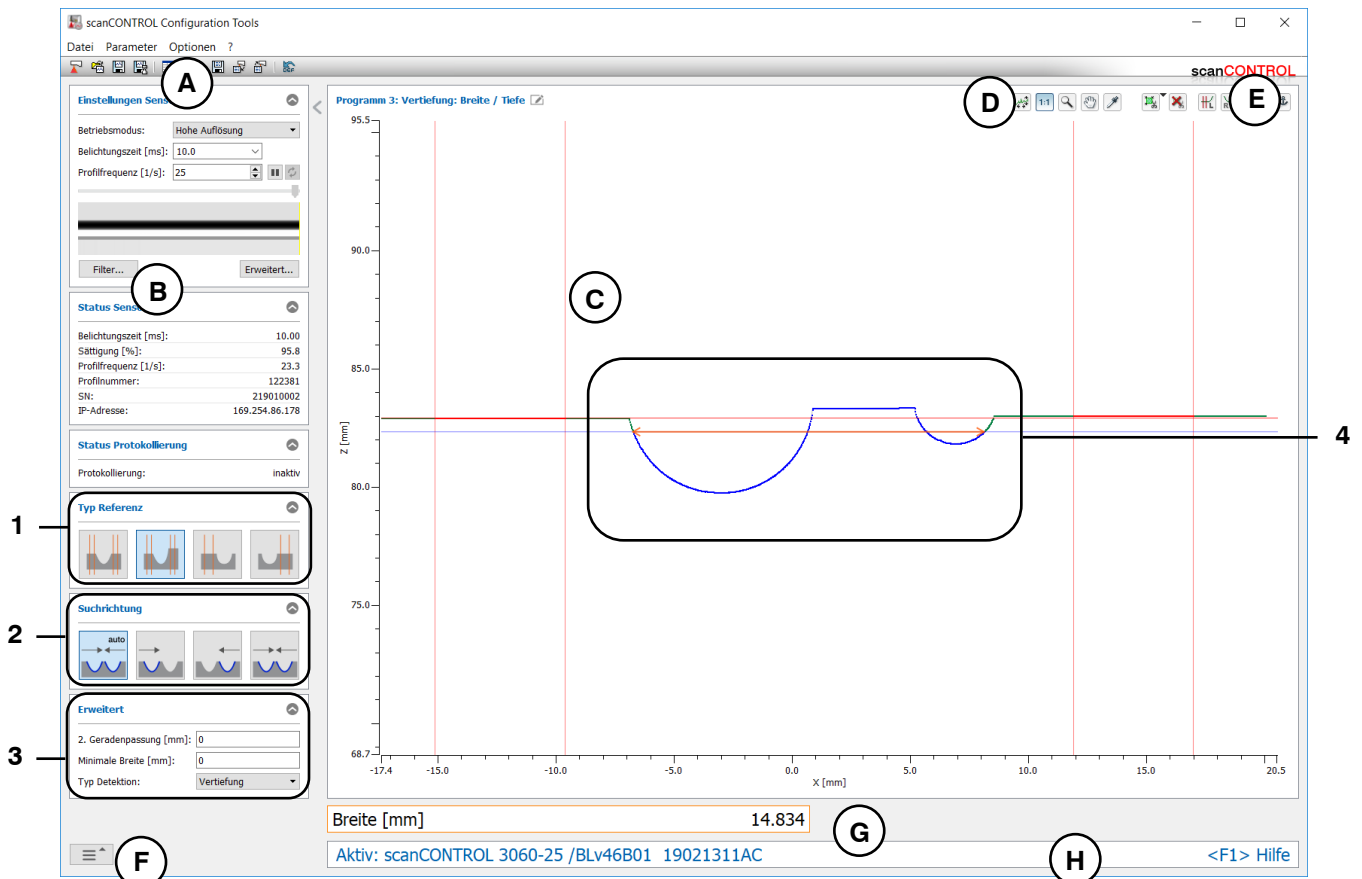 scanCONTROL Configuration Tools
Datei Parameter Optionen ?
scanCONTROL
A
D
E
Einstellungen Sens
Betriebsmodus: Hohe Auflösung
Belichtungszeit [ms]: 10.0
Profilfrequenz [1/s]: 25
Filter... Erweitert...
B
Status Senso
Belichtungszeit [ms]: 10.00
Sättigung [%]: 95.8
Profilfrequenz [1/s]: 23.3
Profilnummer: 122381
SN: 219010002
IP-Adresse: 169.254.86.178
Status Protokollierung
Protokollierung: inaktiv
1
Typ Referenz
2
Suchrichtung
auto
3
Erweitert
2. Geradenpassung [mm]: 0
Minimale Breite [mm]: 0
Typ Detektion: Vertiefung
F
Programm 3: Vertiefung: Breite / Tiefe
1:1
95.5
90.0
C
85.0
4
Z [mm]
80.0
75.0
68.7
-17.4 -15.0 -10.0 -5.0 0.0 5.0 10.0 15.0 20.5
X [mm]
Breite [mm] 14.834
G
Aktiv: scanCONTROL 3060-25 /BLv46B01 19021311AC
H
<F1> Hilfe